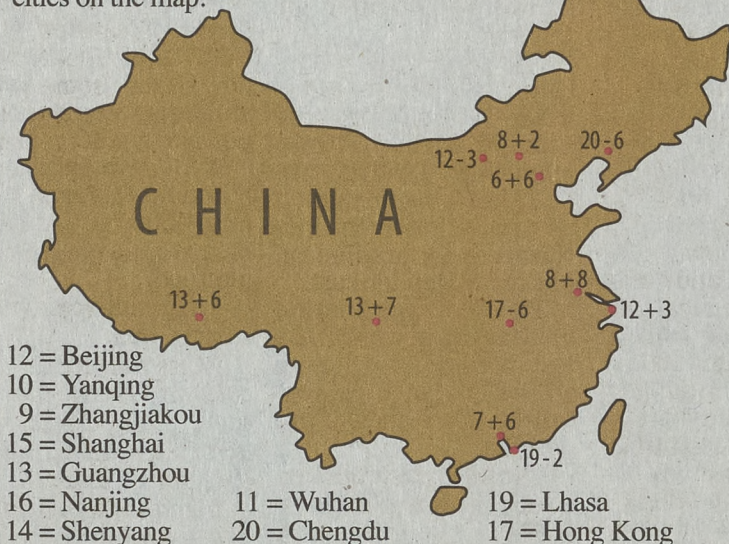 cities on the map.
8+2
20-6
12-3
6+6
CHINA
8+8
13+6
13+7
17-6
12+3
7+6
19-2
12 = Beijing
10 = Yanqing
9 = Zhangjiakou
15 = Shanghai
13 = Guangzhou
16 = Nanjing
11 = Wuhan
19 = Lhasa
14 = Shenyang
20 = Chengdu
17 = Hong Kong